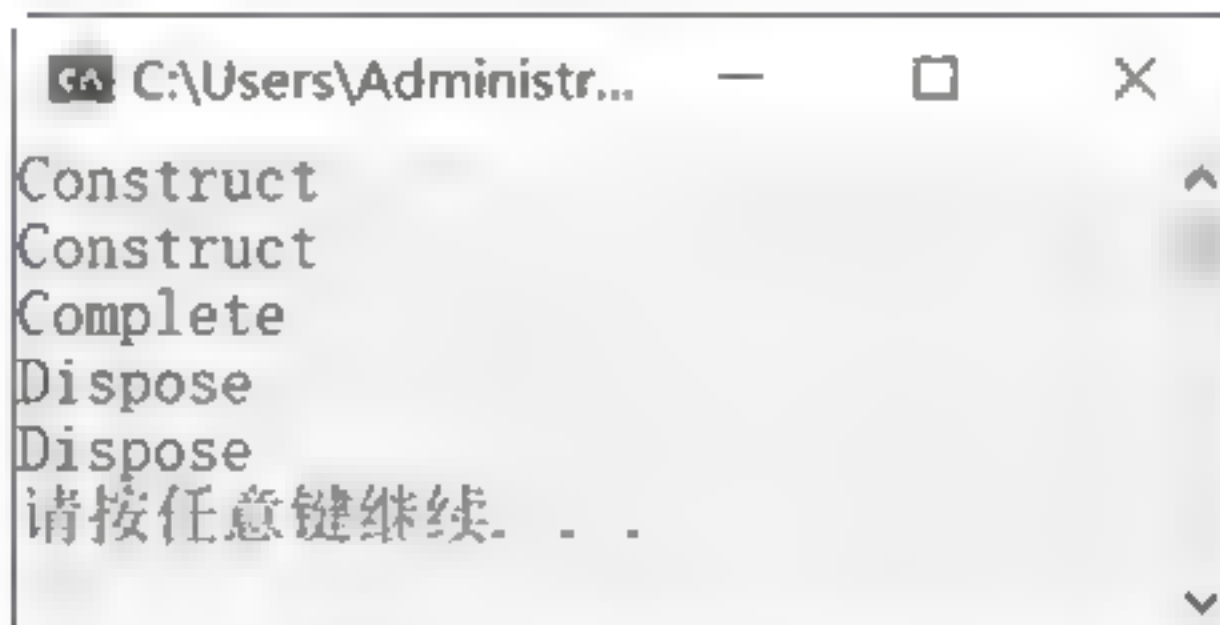 C:\Users\Administr...
Construct
Construct
Complete
Dispose
Dispose
请按任意键继续. . .